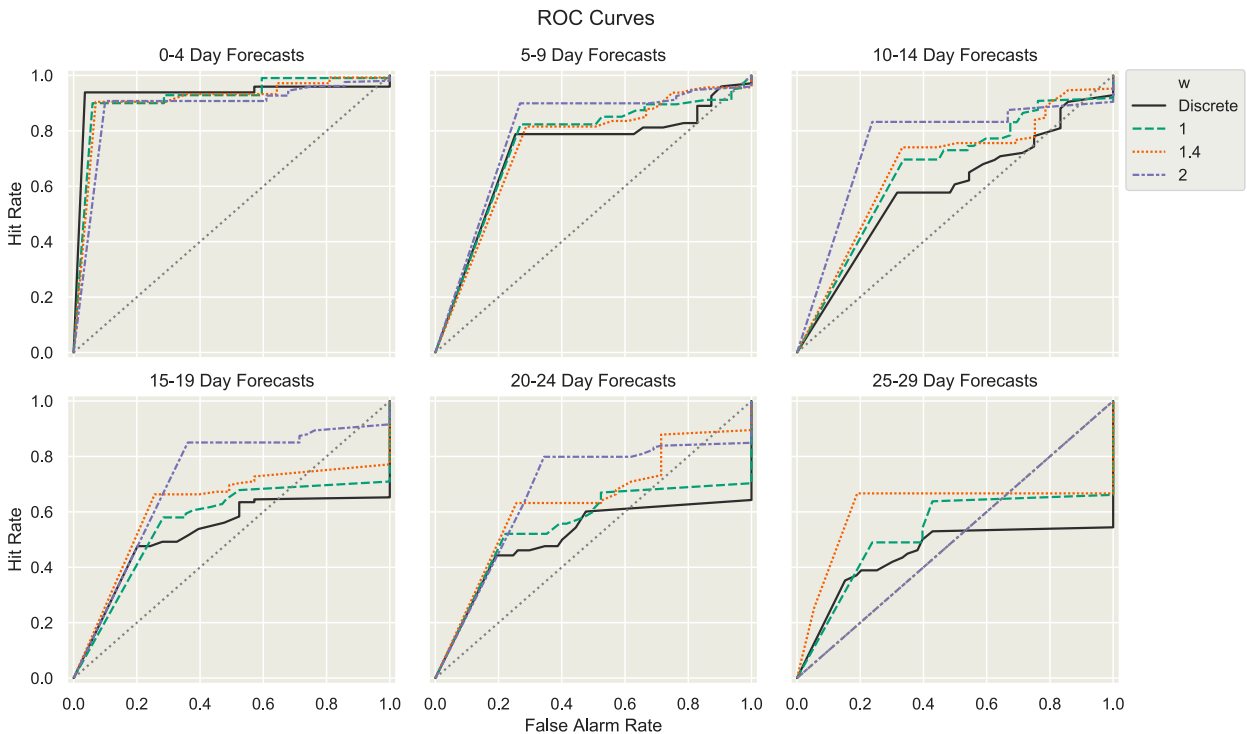 ROC Curves
0-4 Day Forecasts
5-9 Day Forecasts
10-14 Day Forecasts
Hit Rate
1.0
0.8
0.6
0.4
0.2
0.0
w
Discrete
1
1.4
2
15-19 Day Forecasts
20-24 Day Forecasts
25-29 Day Forecasts
Hit Rate
1.0
0.8
0.6
0.4
0.2
0.0
0.0 0.2 0.4 0.6 0.8 1.0
0.0 0.2 0.4 0.6 0.8 1.0
0.0 0.2 0.4 0.6 0.8 1.0
False Alarm Rate